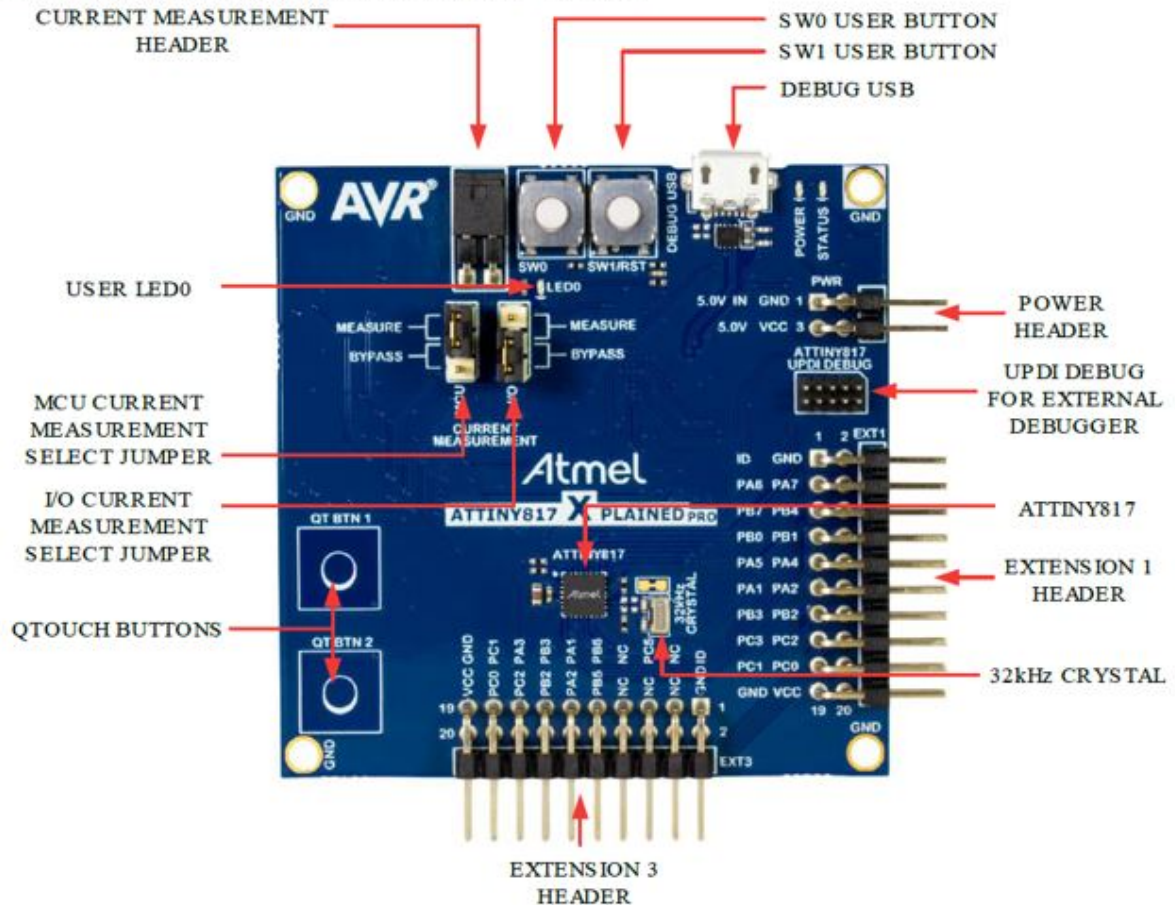 CURRENT MEASUREMENT
HEADER
SW0 USER BUTTON
SW1 USER BUTTON
DEBUG USB
AVR®
GND
SW0
SW1/RST
DEBUG USB
POWER
STATUS
GND
USER LED0
LED0
MEASURE
BYPASS
MEASURE
BYPASS
MCU
I/O
CURRENT
MEASUREMENT
PWR
5.0V IN GND 1
5.0V VCC 3
POWER
HEADER
ATTINY817
UPDI DEBUG
UPDI DEBUG
FOR EXTERNAL
DEBUGGER
MCU CURRENT
MEASUREMENT
SELECT JUMPER
I/O CURRENT
MEASUREMENT
SELECT JUMPER
Atmel
ATTINY817 X PLAINED PRO
1 2 EXT1
ID GND
PA6 PA7
PB7 PB4
PB0 PB1
PA5 PA4
PA1 PA2
PB3 PB2
PC3 PC2
PC1 PC0
GND VCC
19 20
ATTINY817
EXTENSION 1
HEADER
QT BTN 1
QTOUCH BUTTONS
QT BTN 2
ATTINY817
Atmel
32kHz
CRYSTAL
32kHz CRYSTAL
VCC GND
PC0 PC1
PC2 PA3
PB2 PB3
PA2 PA1
PB5 PB6
NC NC
NC PC5
NC NC
GND ID
19
1
20
2
EXT3
GND
GND
EXTENSION 3
HEADER